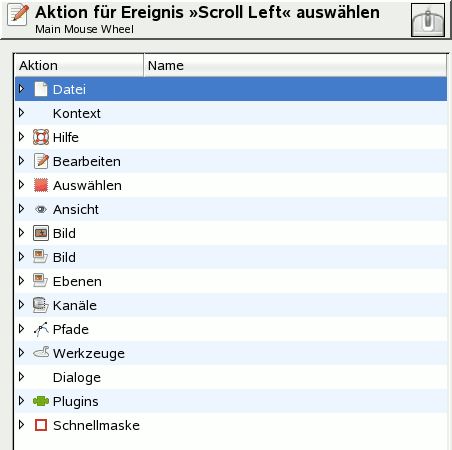 Aktion für Ereignis »Scroll Left« auswählen
Main Mouse Wheel
Aktion Name
Datei
Kontext
Hilfe
Bearbeiten
Auswählen
Ansicht
Bild
Bild
Ebenen
Kanäle
Pfade
Werkzeuge
Dialoge
Plugins
Schnellmaske